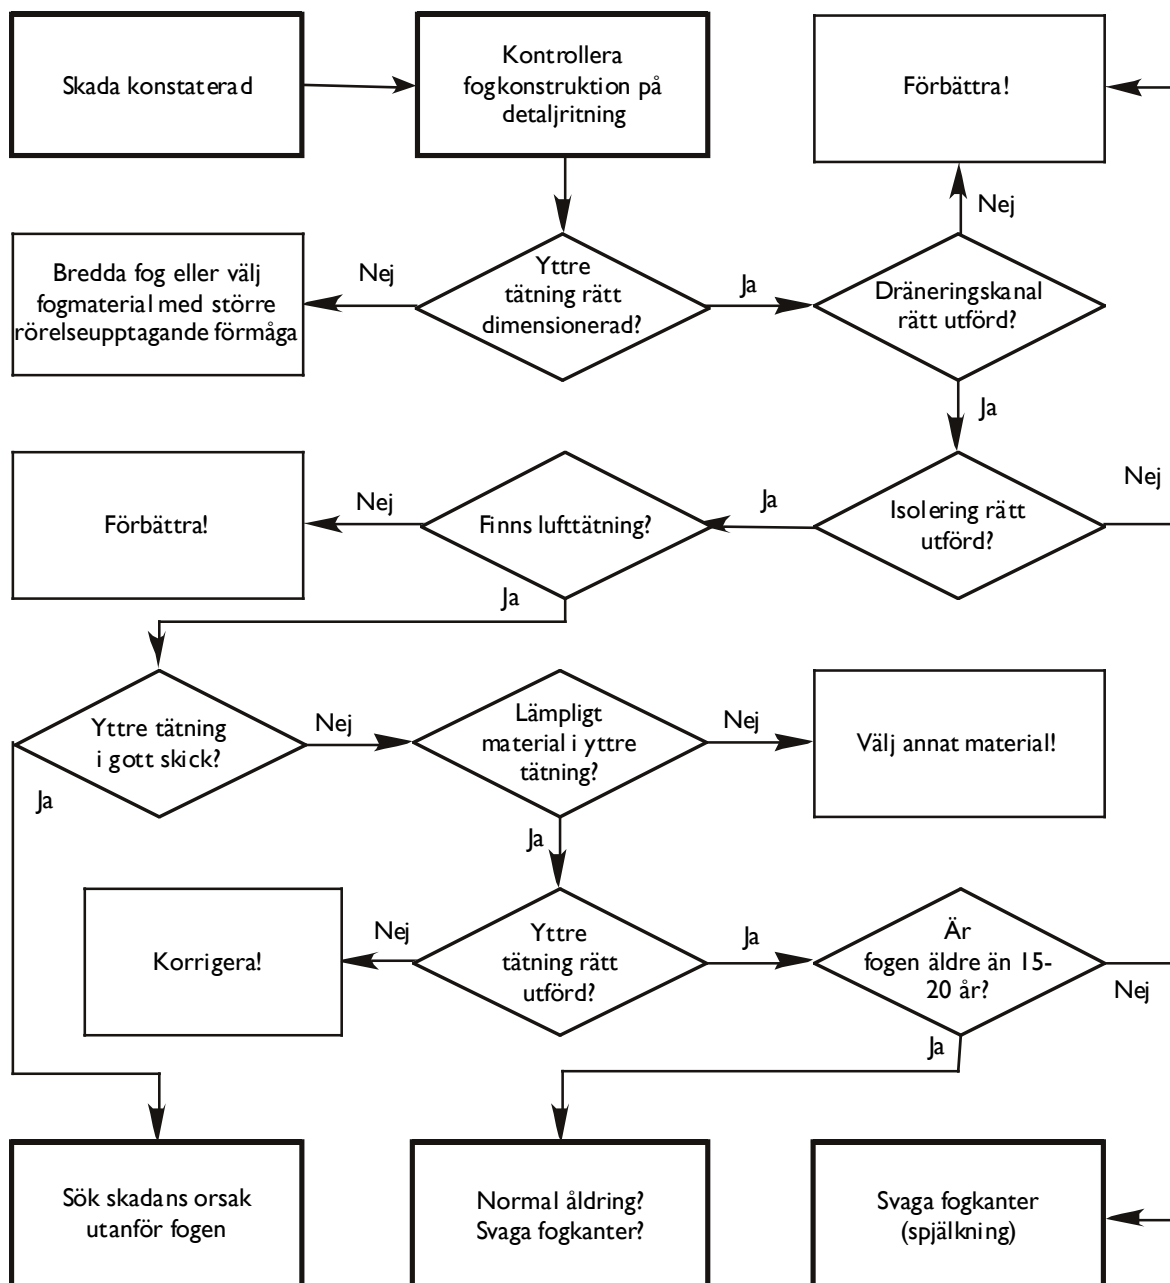 Skada konstaterad
Kontrollera
fogkonstruktion på
detaljritning
Förbättra!
Nej
Bredda fog eller välj
fogmaterial med större
rörelseupptagande förmåga
Nej
Yttre
tätning rätt
dimensionerad?
Ja
Dräneringskanal
rätt utförd?
Ja
Förbättra!
Nej
Finns lufttätning?
Ja
Isolering rätt
utförd?
Nej
Ja
Yttre tätning
i gott skick?
Nej
Lämpligt
material i yttre
tätning?
Nej
Välj annat material!
Ja
Ja
Korrigera!
Nej
Yttre
tätning rätt
utförd?
Ja
Är
fogen äldre än 15-
20 år?
Nej
Ja
Sök skadans orsak
utanför fogen
Normal åldring?
Svaga fogkanter?
Svaga fogkanter
(spjälkning)